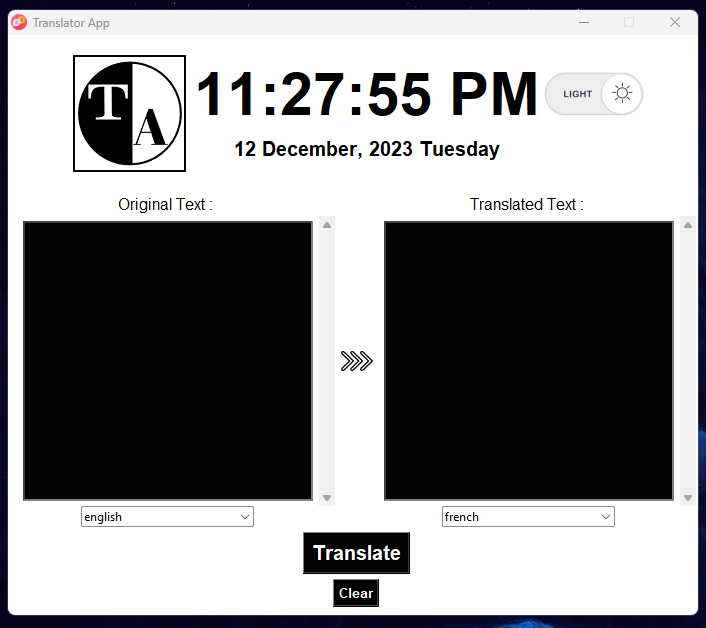 Translator App
TA
11:27:55 PM
LIGHT
12 December, 2023 Tuesday
Original Text :
Translated Text :
english
french
Translate
Clear